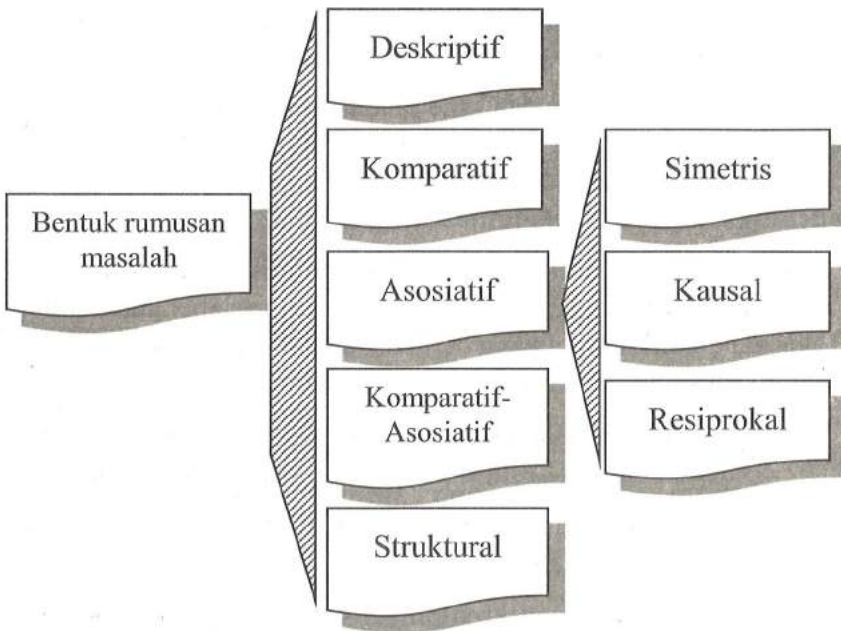 Bentuk rumusan
masalah
Deskriptif
Komparatif
Asosiatif
Komparatif-
Asosiatif
Struktural
Simetris
Kausal
Resiprokal